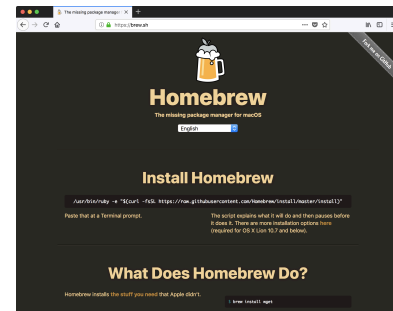 The missing package manager
https://brew.sh
Fork me on GitHub
Homebrew
The missing package manager for macOS
English
Install Homebrew
/usr/bin/ruby -e "$(curl -fsSL https://raw.githubusercontent.com/Homebrew/install/master/install)"
Paste that at a Terminal prompt.
The script explains what it will do and then pauses before
it does it. There are more installation options here
(required for OS X Lion 10.7 and below).
What Does Homebrew Do?
Homebrew installs the stuff you need that Apple didn't.
$ brew install wget